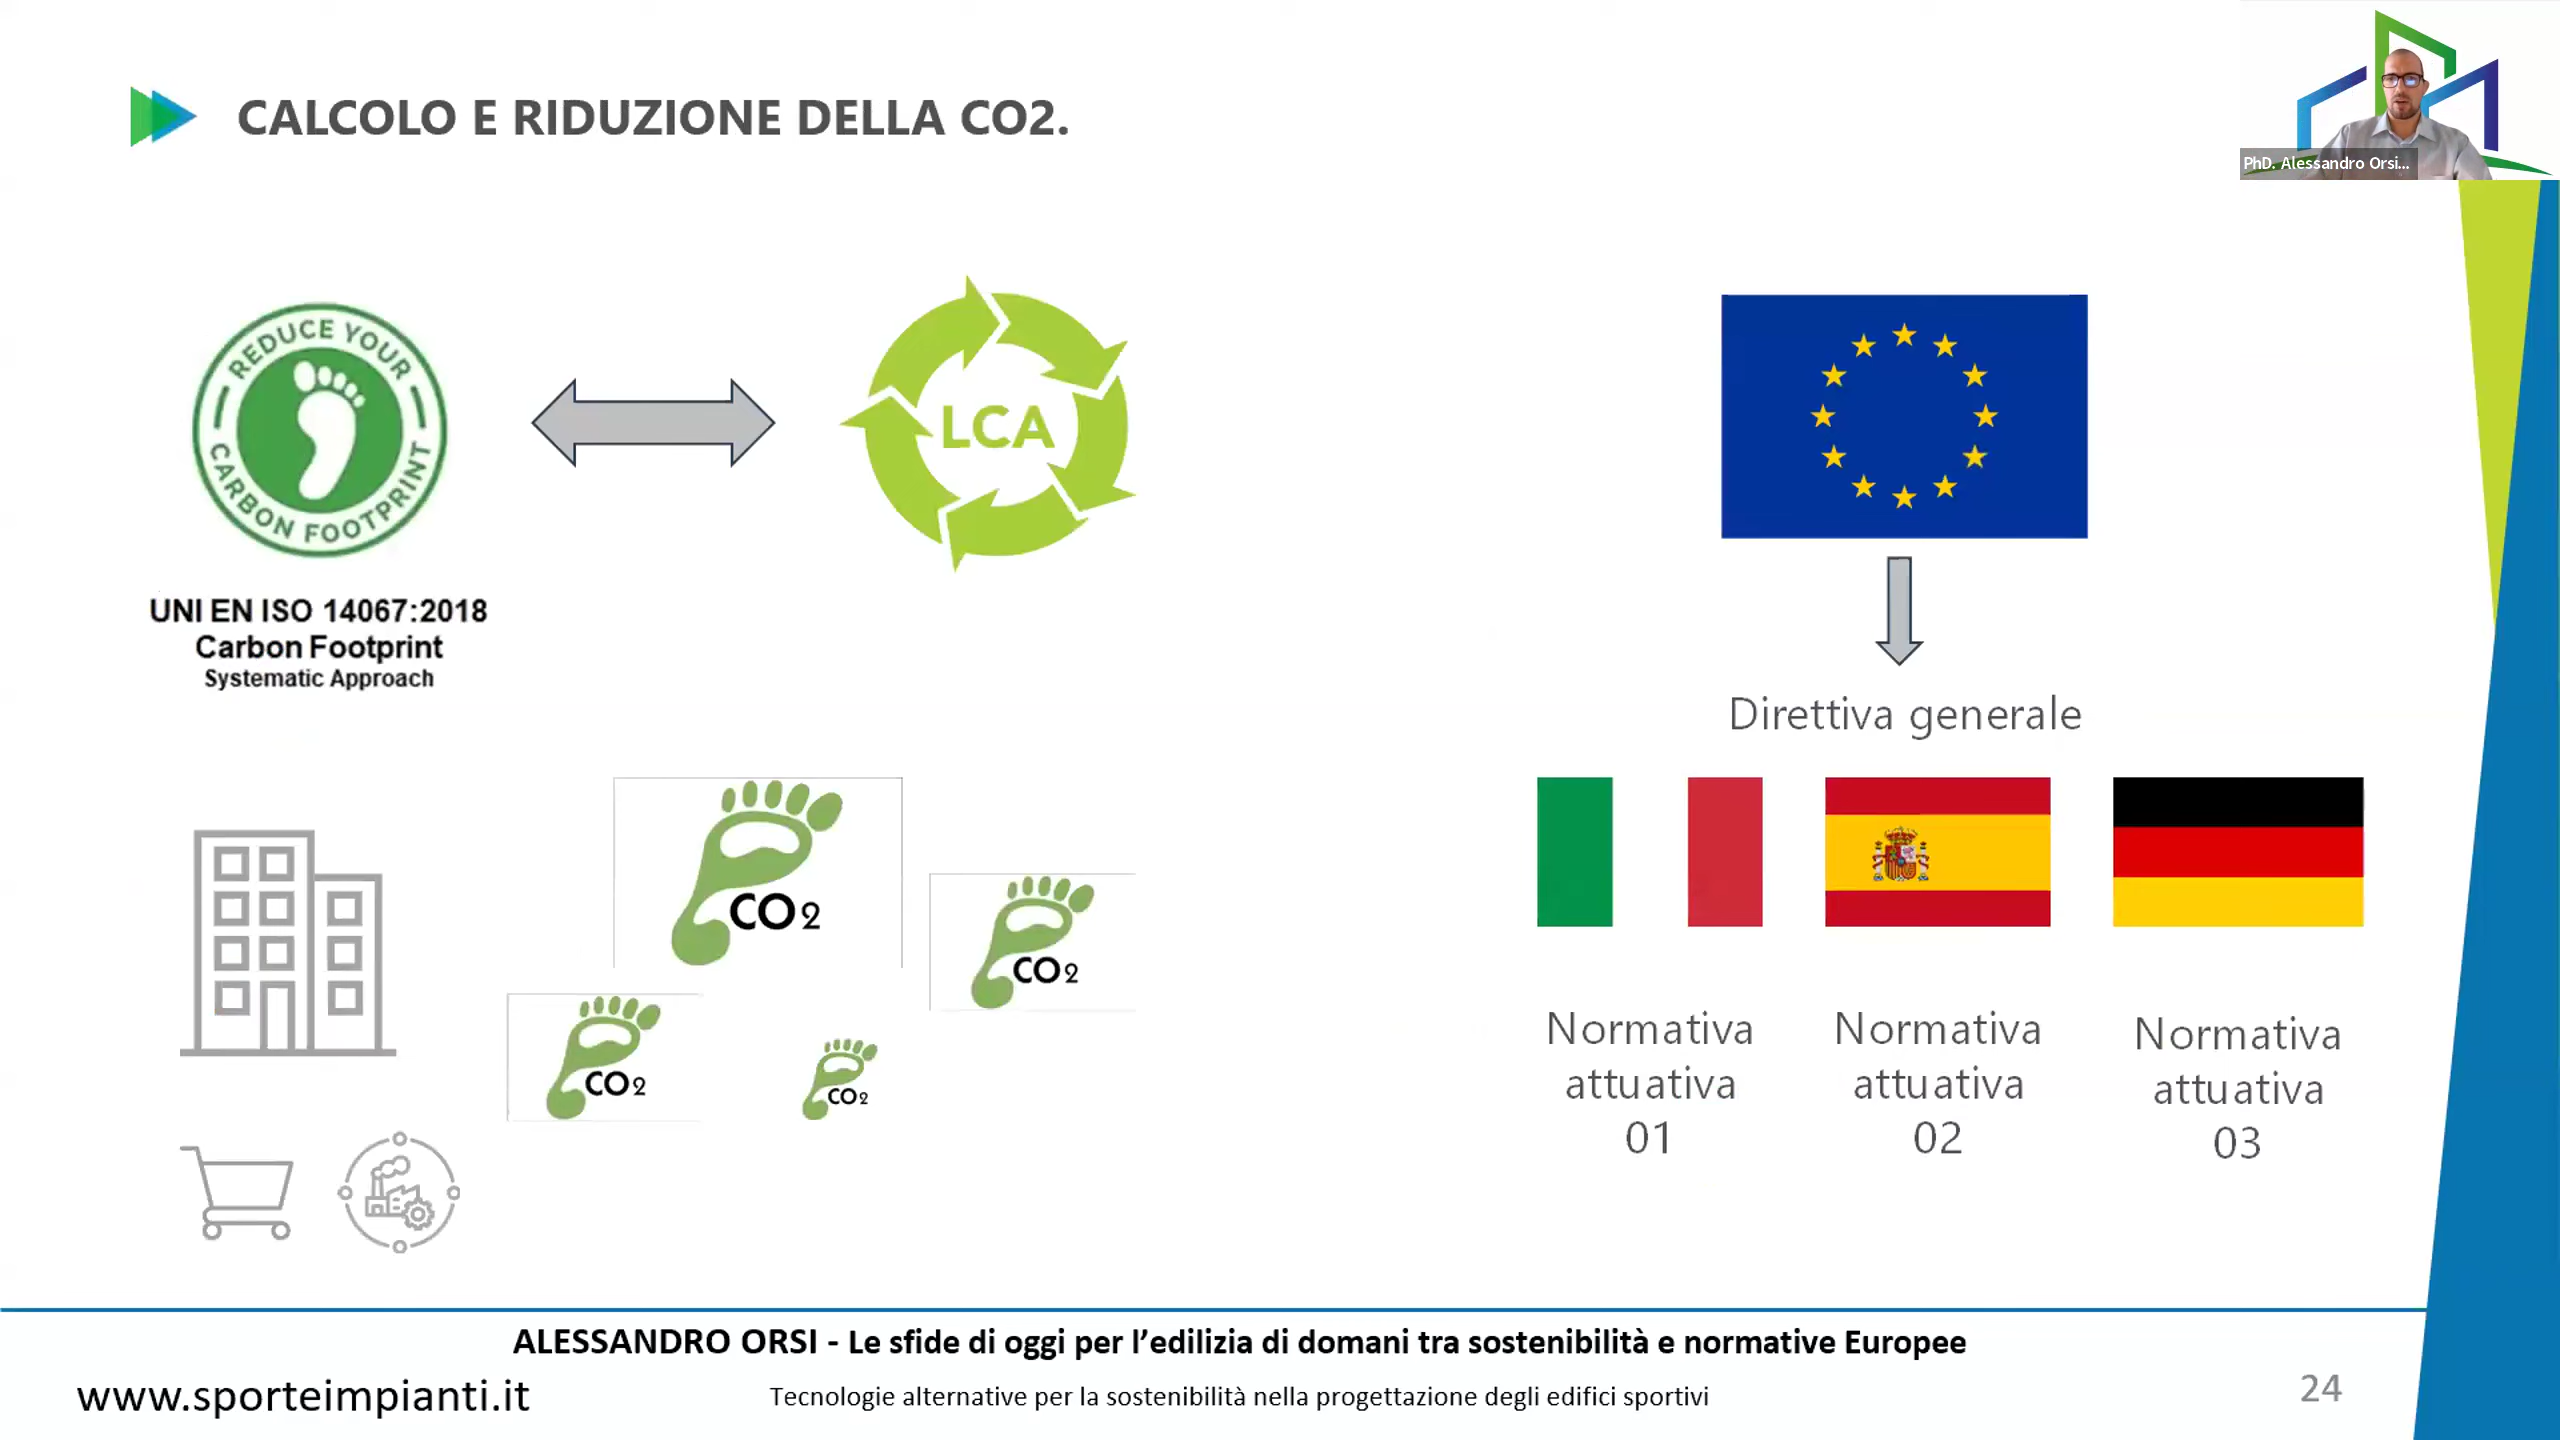 CALCOLO E RIDUZIONE DELLA CO2.
PhD. Alessandro Orsi...
REDUCE YOUR
CARBON FOOTPRINT
LCA
UNI EN ISO 14067:2018
Carbon Footprint
Systematic Approach
CO2
CO2
CO2
CO2
Direttiva generale
Normativa
attuativa
01
Normativa
attuativa
02
Normativa
attuativa
03
ALESSANDRO ORSI - Le sfide di oggi per l’edilizia di domani tra sostenibilità e normative Europee
www.sporteimpianti.it
Tecnologie alternative per la sostenibilità nella progettazione degli edifici sportivi
24